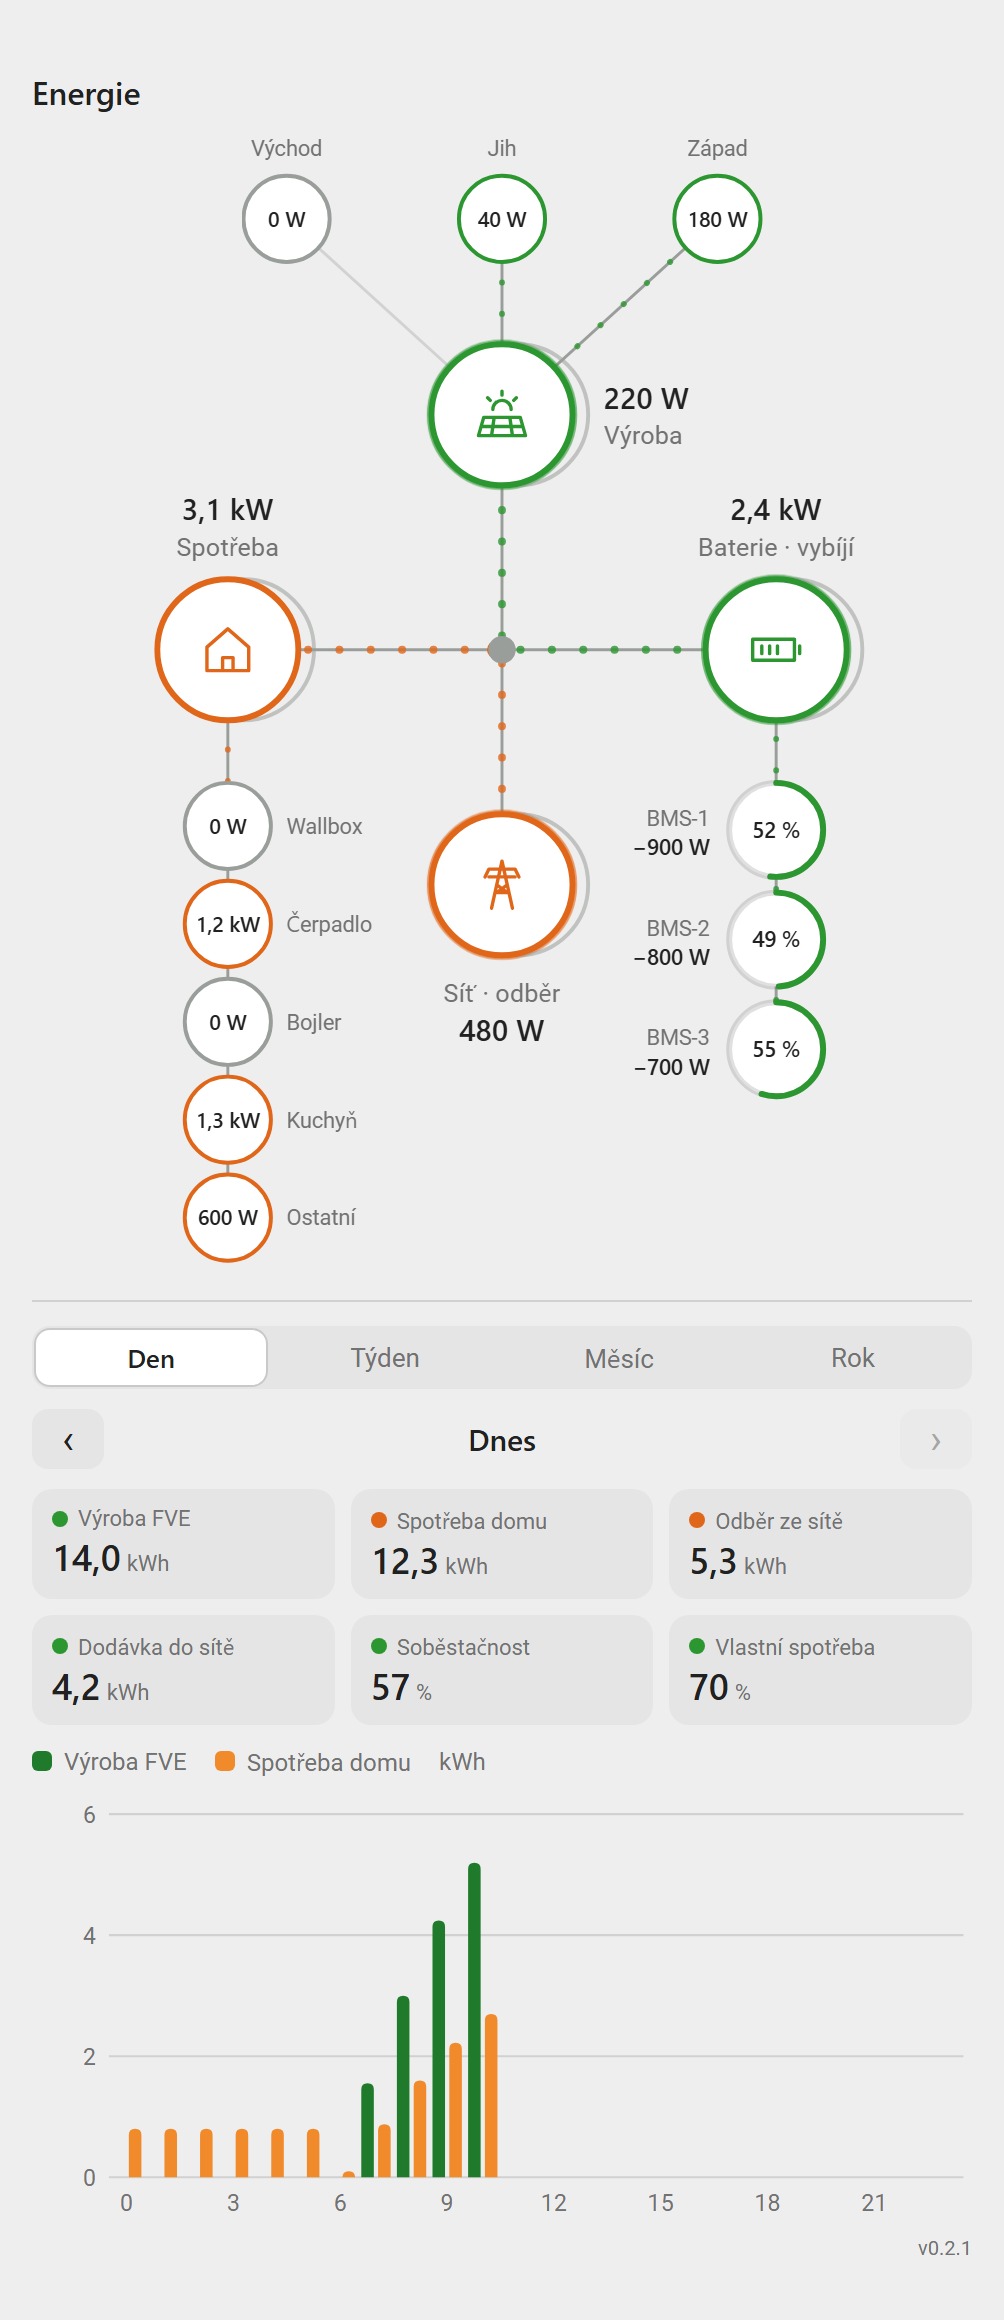 Energie
Východ
Jih
Západ
0 W
40 W
180 W
220 W
Výroba
3,1 kW
Spotřeba
2,4 kW
Baterie · vybíjí
0 W
Wallbox
1,2 kW
Čerpadlo
0 W
Bojler
1,3 kW
Kuchyň
600 W
Ostatní
Síť · odběr
480 W
BMS-1
−900 W
52 %
BMS-2
−800 W
49 %
BMS-3
−700 W
55 %
Den
Týden
Měsíc
Rok
‹
Dnes
›
Výroba FVE
14,0 kWh
Spotřeba domu
12,3 kWh
Odběr ze sítě
5,3 kWh
Dodávka do sítě
4,2 kWh
Soběstačnost
57 %
Vlastní spotřeba
70 %
Výroba FVE
Spotřeba domu
kWh
6
4
2
0
0 3 6 9 12 15 18 21
v0.2.1